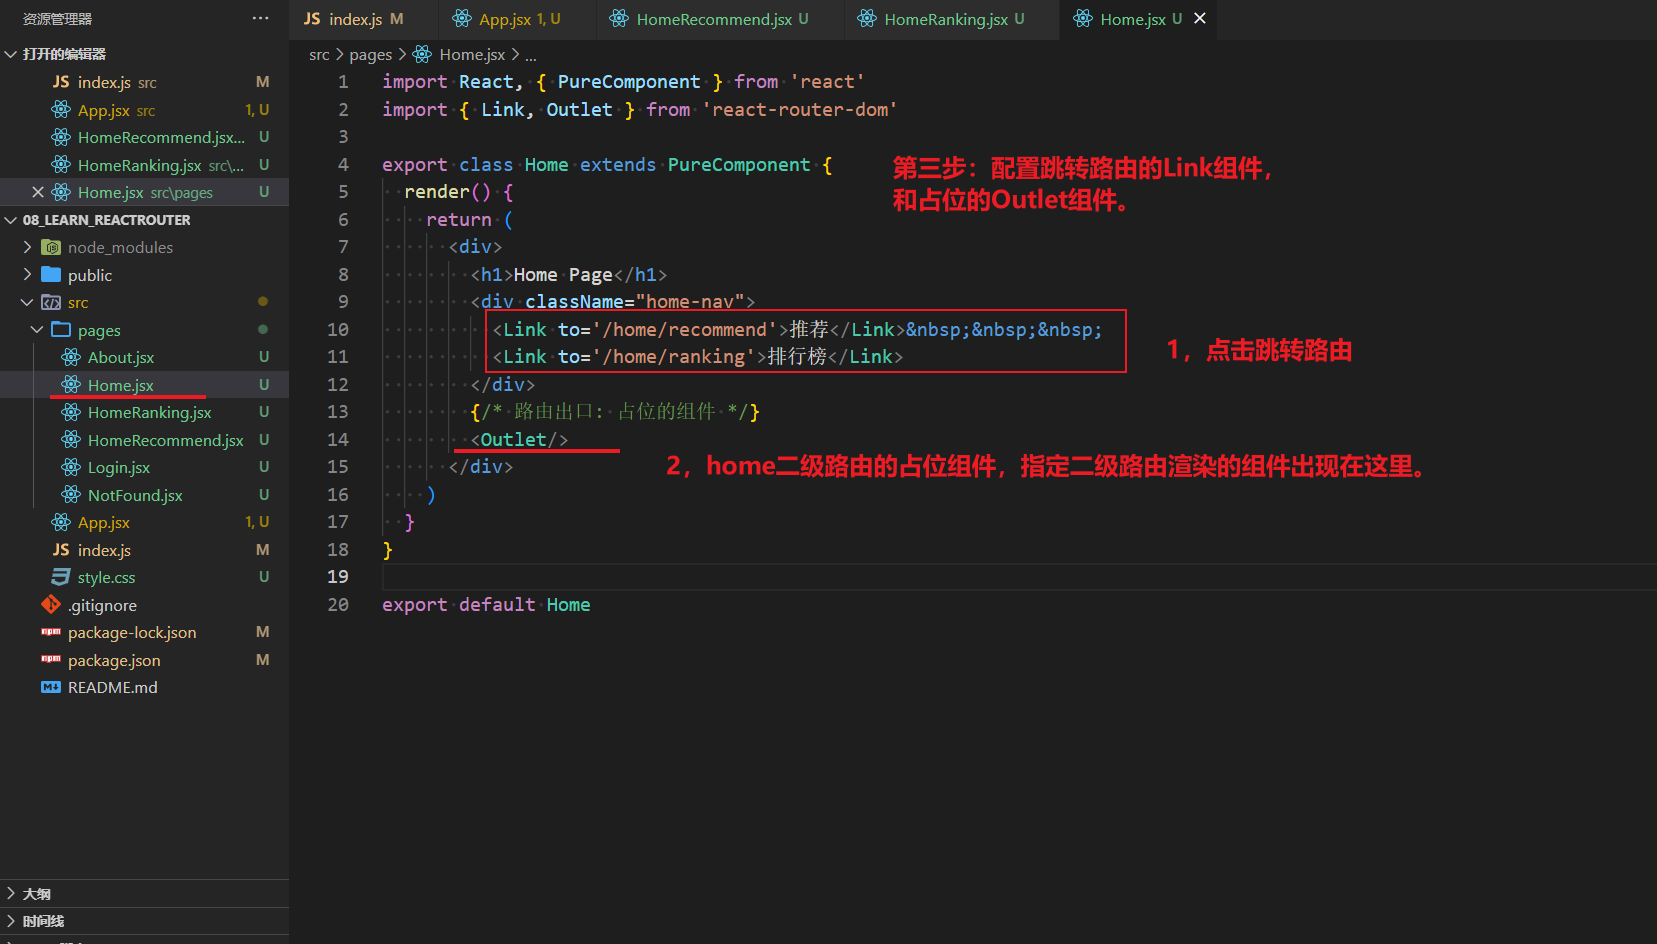 资源管理器 ···
打开的编辑器
JS index.js src M
App.jsx src 1, U
HomeRecommend.jsx... U
HomeRanking.jsx src\... U
Home.jsx src\pages U
08_LEARN_REACTROUTER
node_modules
public
src
pages
About.jsx U
Home.jsx U
HomeRanking.jsx U
HomeRecommend.jsx U
Login.jsx U
NotFound.jsx U
App.jsx 1, U
JS index.js M
style.css U
.gitignore
package-lock.json M
package.json M
README.md
大纲
时间线
JS index.js M App.jsx 1, U HomeRecommend.jsx U HomeRanking.jsx U Home.jsx U
src > pages > Home.jsx > ...
1 import React, { PureComponent } from 'react'
2 import { Link, Outlet } from 'react-router-dom'
3
4 export class Home extends PureComponent {
5 render() {
6 return (
7 <div>
8 <h1>Home Page</h1>
9 <div className="home-nav">
10 <Link to='/home/recommend'>推荐</Link>&nbsp;&nbsp;&nbsp;
11 <Link to='/home/ranking'>排行榜</Link>
12 </div>
13 {/* 路由出口: 占位的组件 */}
14 <Outlet/>
15 </div>
16 )
17 }
18 }
19
20 export default Home
第三步：配置跳转路由的Link组件，
和占位的Outlet组件。
1，点击跳转路由
2，home二级路由的占位组件，指定二级路由渲染的组件出现在这里。